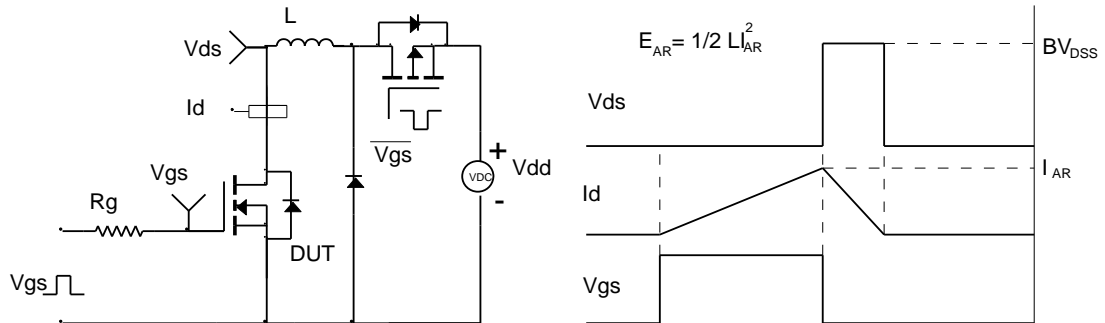 L
Vds
Id
Vgs
Vgs
Rg
DUT
Vgs
+
VDC
-
Vdd
E_AR = 1/2 LI_AR^2
Vds
BV_DSS
Id
I_AR
Vgs